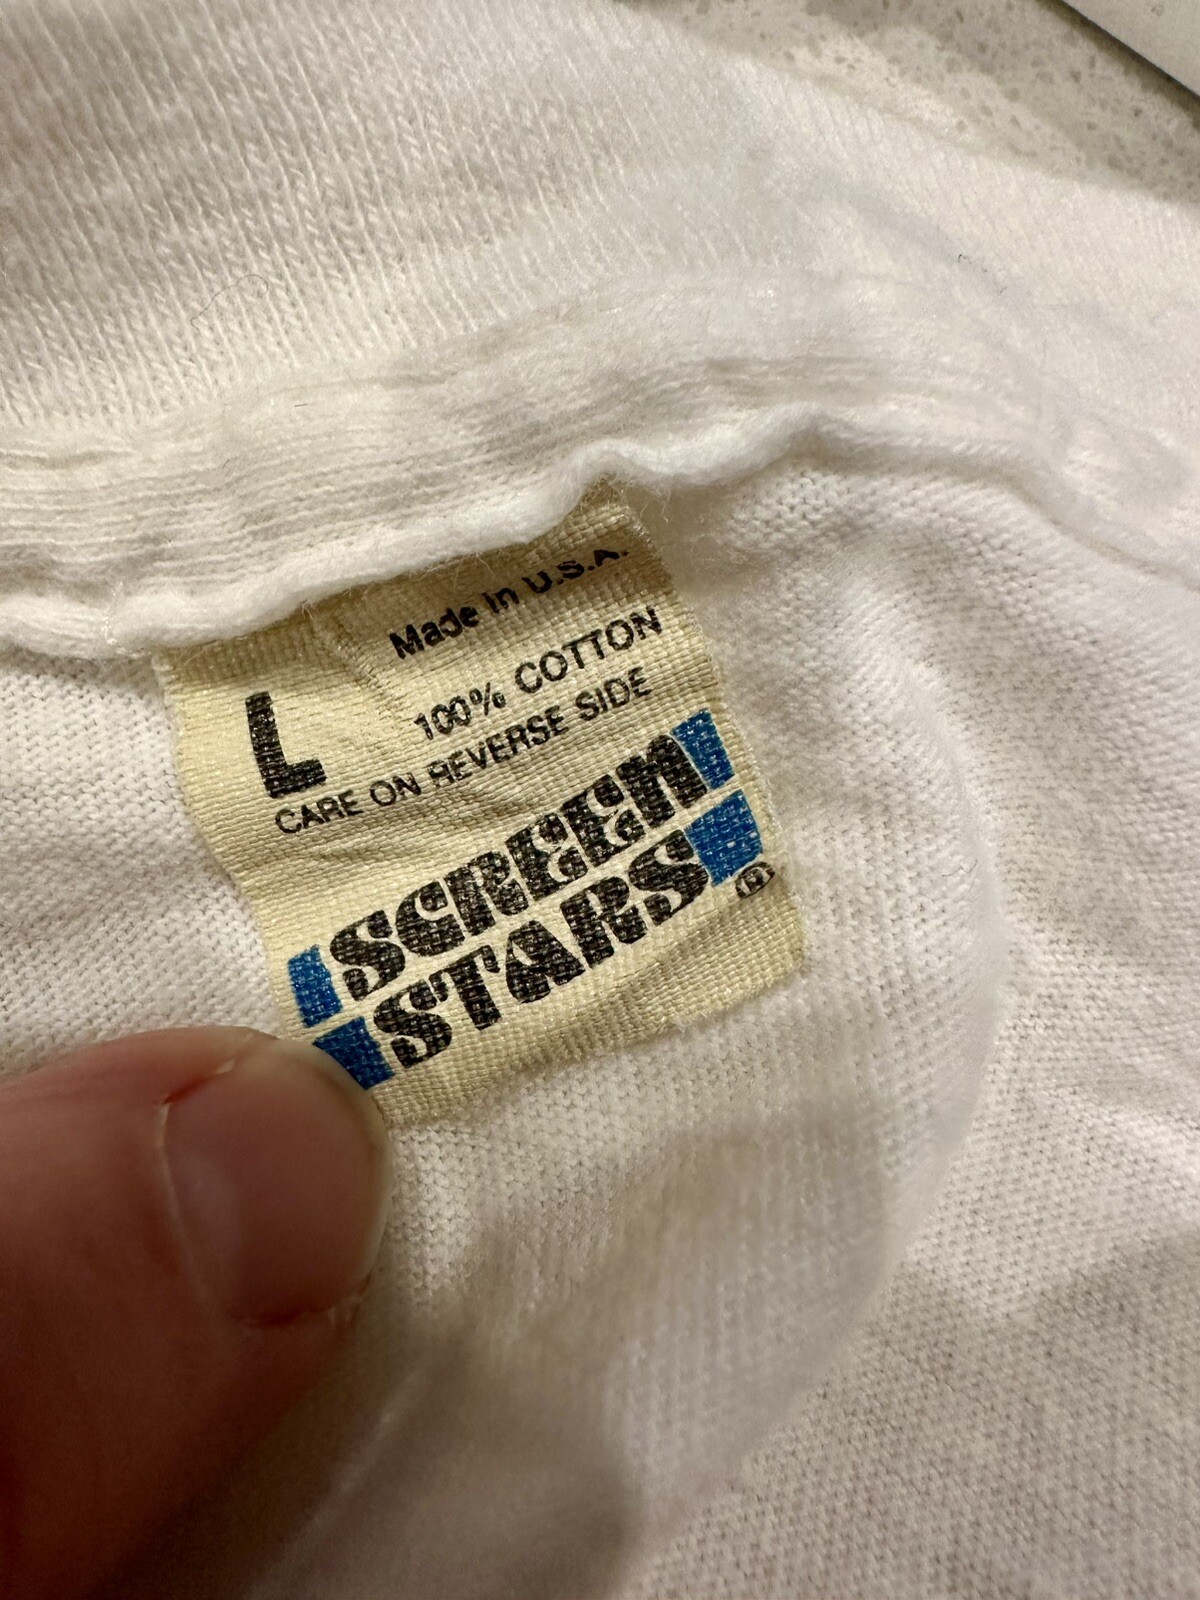 Made in U.S.A.
L
100% COTTON
CARE ON REVERSE SIDE
SCREEN
STARS®